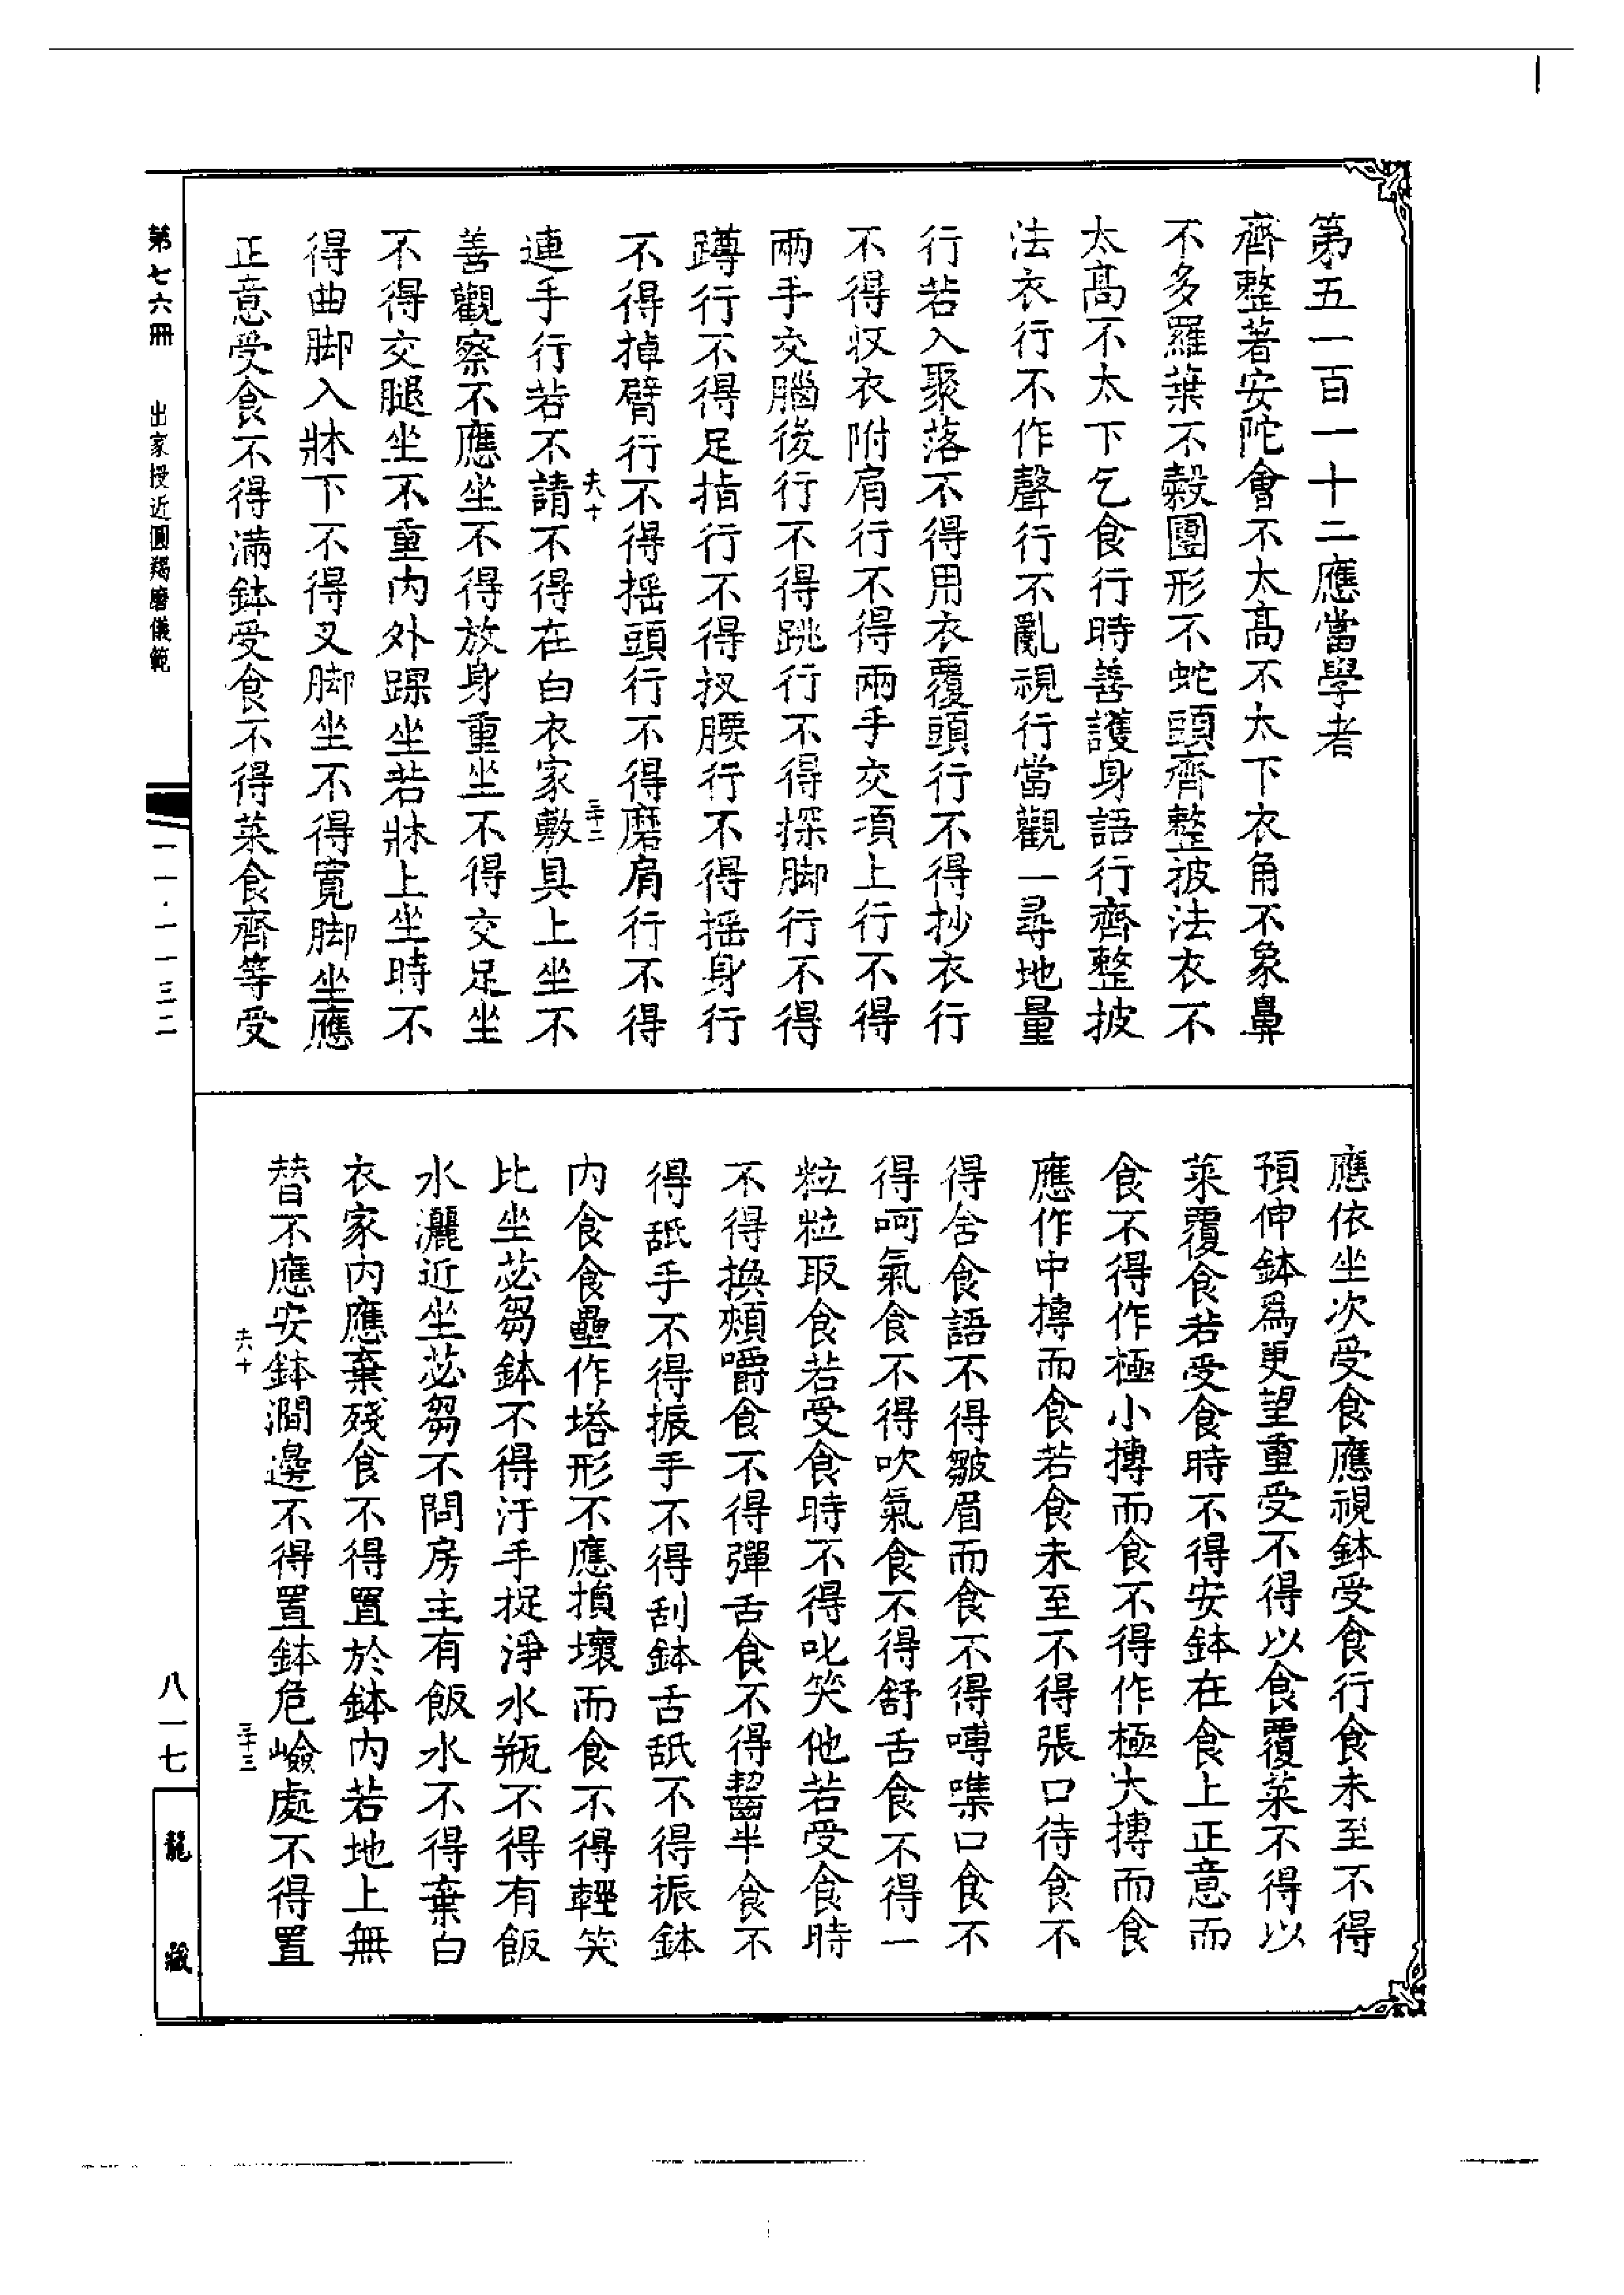 第五一百一十二應當學者
齊整著安陀會不太高不太下衣角不象鼻
不多羅葉不縠團形不蛇頭齊整披法衣不
太高不太下乞食行時善護身語行齊整披
法衣行不作聲行不亂視行當觀一尋地量
行若入聚落不得用衣覆頭行不得抄衣行
不得収衣附肩行不得兩手交項上行不得
兩手交腦後行不得跳行不得探脚行不得
蹲行不得足指行不得扠腰行不得搖身行
不得掉臂行不得搖頭行不得磨肩行不得
夫十 三十二
連手行若不請不得在白衣家敷具上坐不
善觀察不應坐不得放身重坐不得交足坐
不得交腿坐不重內外踝坐若牀上坐時不
得曲脚入牀下不得叉脚坐不得寬脚坐應
正意受食不得滿鉢受食不得菜食齊等受
應依坐次受食應視鉢受食行食未至不得
預伸鉢爲更望重受不得以食覆菜不得以
菜覆食若受食時不得安鉢在食上正意而
食不得作極小摶而食不得作極大摶而食
應作中摶而食若食未至不得張口待食不
得含食語不得皺眉而食不得噂㗱口食不
得呵氣食不得吹氣食不得舒舌食不得一
粒粒取食若受食時不得叱笑他若受食時
不得換頰嚼食不得彈舌食不得齧半食不
得舐手不得振手不得刮鉢舌舐不得振鉢
內食食壘作塔形不應損壞而食不得輕笑
比坐苾芻鉢不得汙手捉淨水瓶不得有飯
水灑近坐苾芻不問房主有飯水不得棄白
衣家內應棄殘食不得置於鉢內若地上無
替不應安鉢澗邊不得置鉢危嶮處不得置
夫十 三十三
第七六冊 出家授近圓羯磨儀範
一一·一一三二
八一七
龍藏